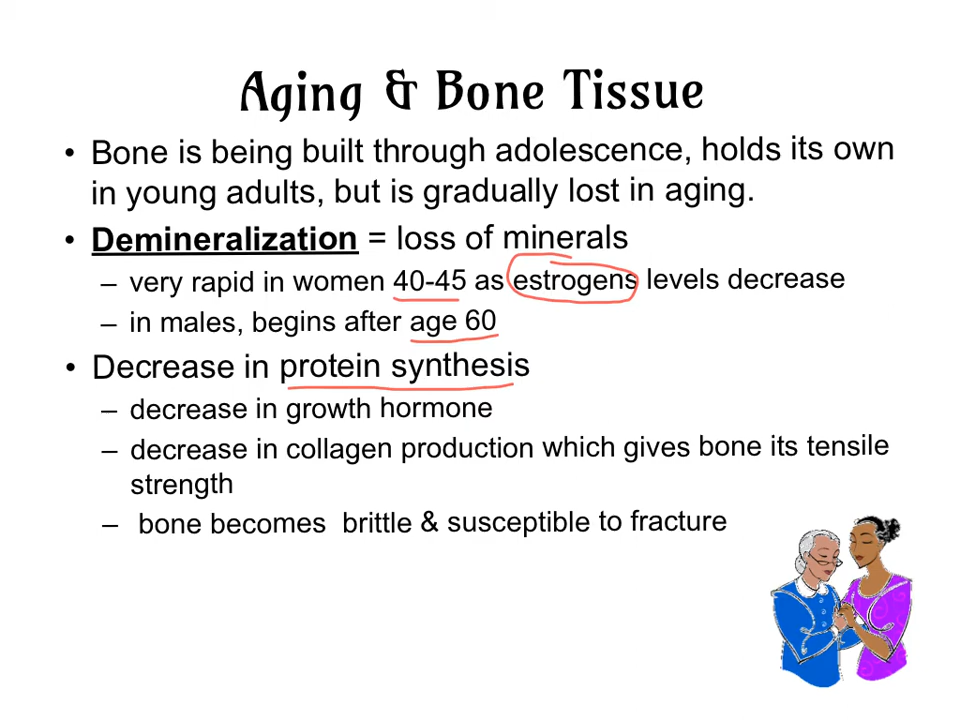 Aging & Bone Tissue
• Bone is being built through adolescence, holds its own
in young adults, but is gradually lost in aging.
• Demineralization = loss of minerals
– very rapid in women 40-45 as estrogens levels decrease
– in males, begins after age 60
• Decrease in protein synthesis
– decrease in growth hormone
– decrease in collagen production which gives bone its tensile
strength
– bone becomes brittle & susceptible to fracture